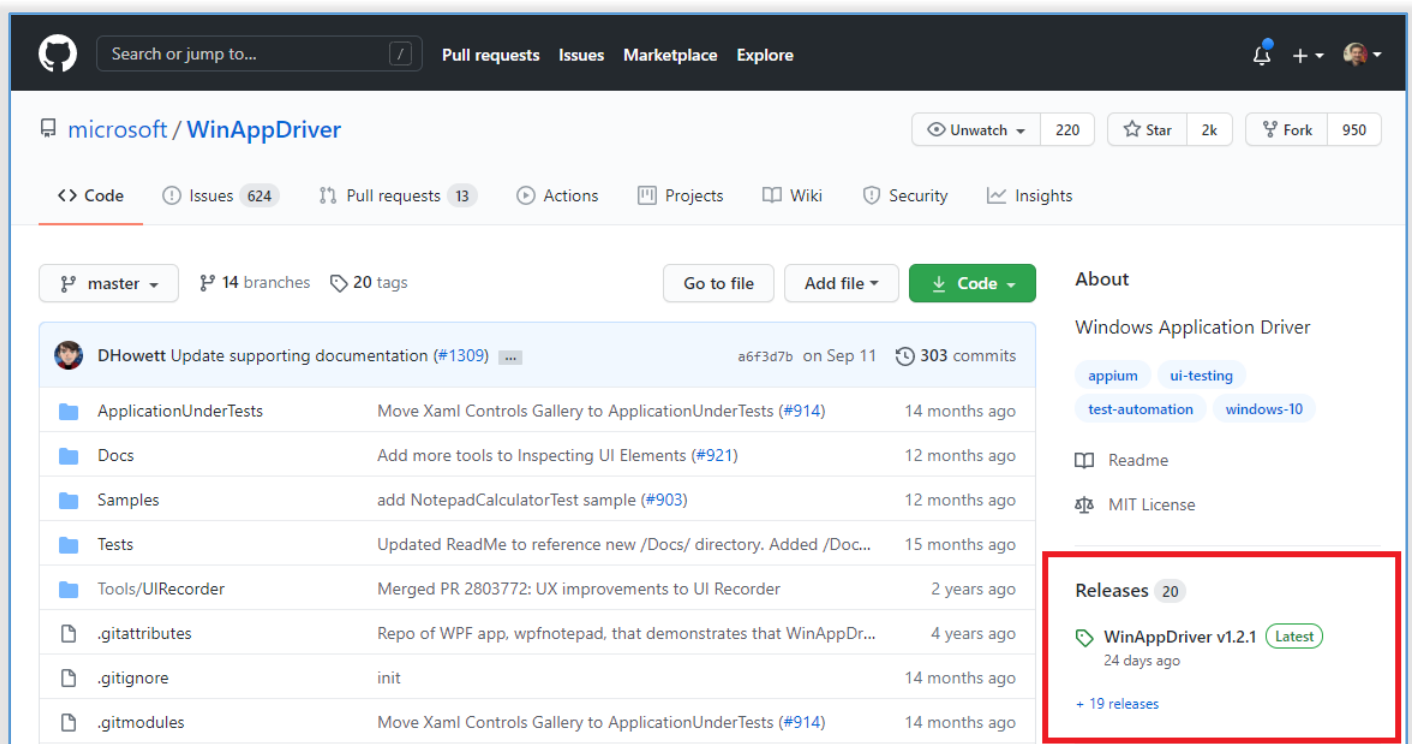 Search or jump to... /
Pull requests Issues Marketplace Explore
microsoft / WinAppDriver
Unwatch 220 Star 2k Fork 950
Code Issues 624 Pull requests 13 Actions Projects Wiki Security Insights
master 14 branches 20 tags Go to file Add file Code
DHowett Update supporting documentation (#1309) ... a6f3d7b on Sep 11 303 commits
ApplicationUnderTests Move Xaml Controls Gallery to ApplicationUnderTests (#914) 14 months ago
Docs Add more tools to Inspecting UI Elements (#921) 12 months ago
Samples add NotepadCalculatorTest sample (#903) 12 months ago
Tests Updated ReadMe to reference new /Docs/ directory. Added /Doc... 15 months ago
Tools/UIRecorder Merged PR 2803772: UX improvements to UI Recorder 2 years ago
.gitattributes Repo of WPF app, wpfnotepad, that demonstrates that WinAppDr... 4 years ago
.gitignore init 14 months ago
.gitmodules Move Xaml Controls Gallery to ApplicationUnderTests (#914) 14 months ago
About
Windows Application Driver
appium ui-testing
test-automation windows-10
Readme
MIT License
Releases 20
WinAppDriver v1.2.1 Latest
24 days ago
+ 19 releases